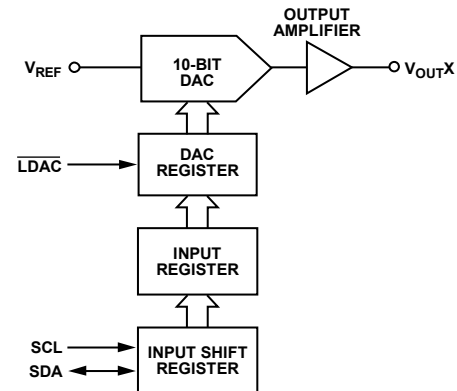 OUTPUT
AMPLIFIER
VREF
10-BIT
DAC
VOUTX
LDAC
DAC
REGISTER
INPUT
REGISTER
SCL
SDA
INPUT SHIFT
REGISTER